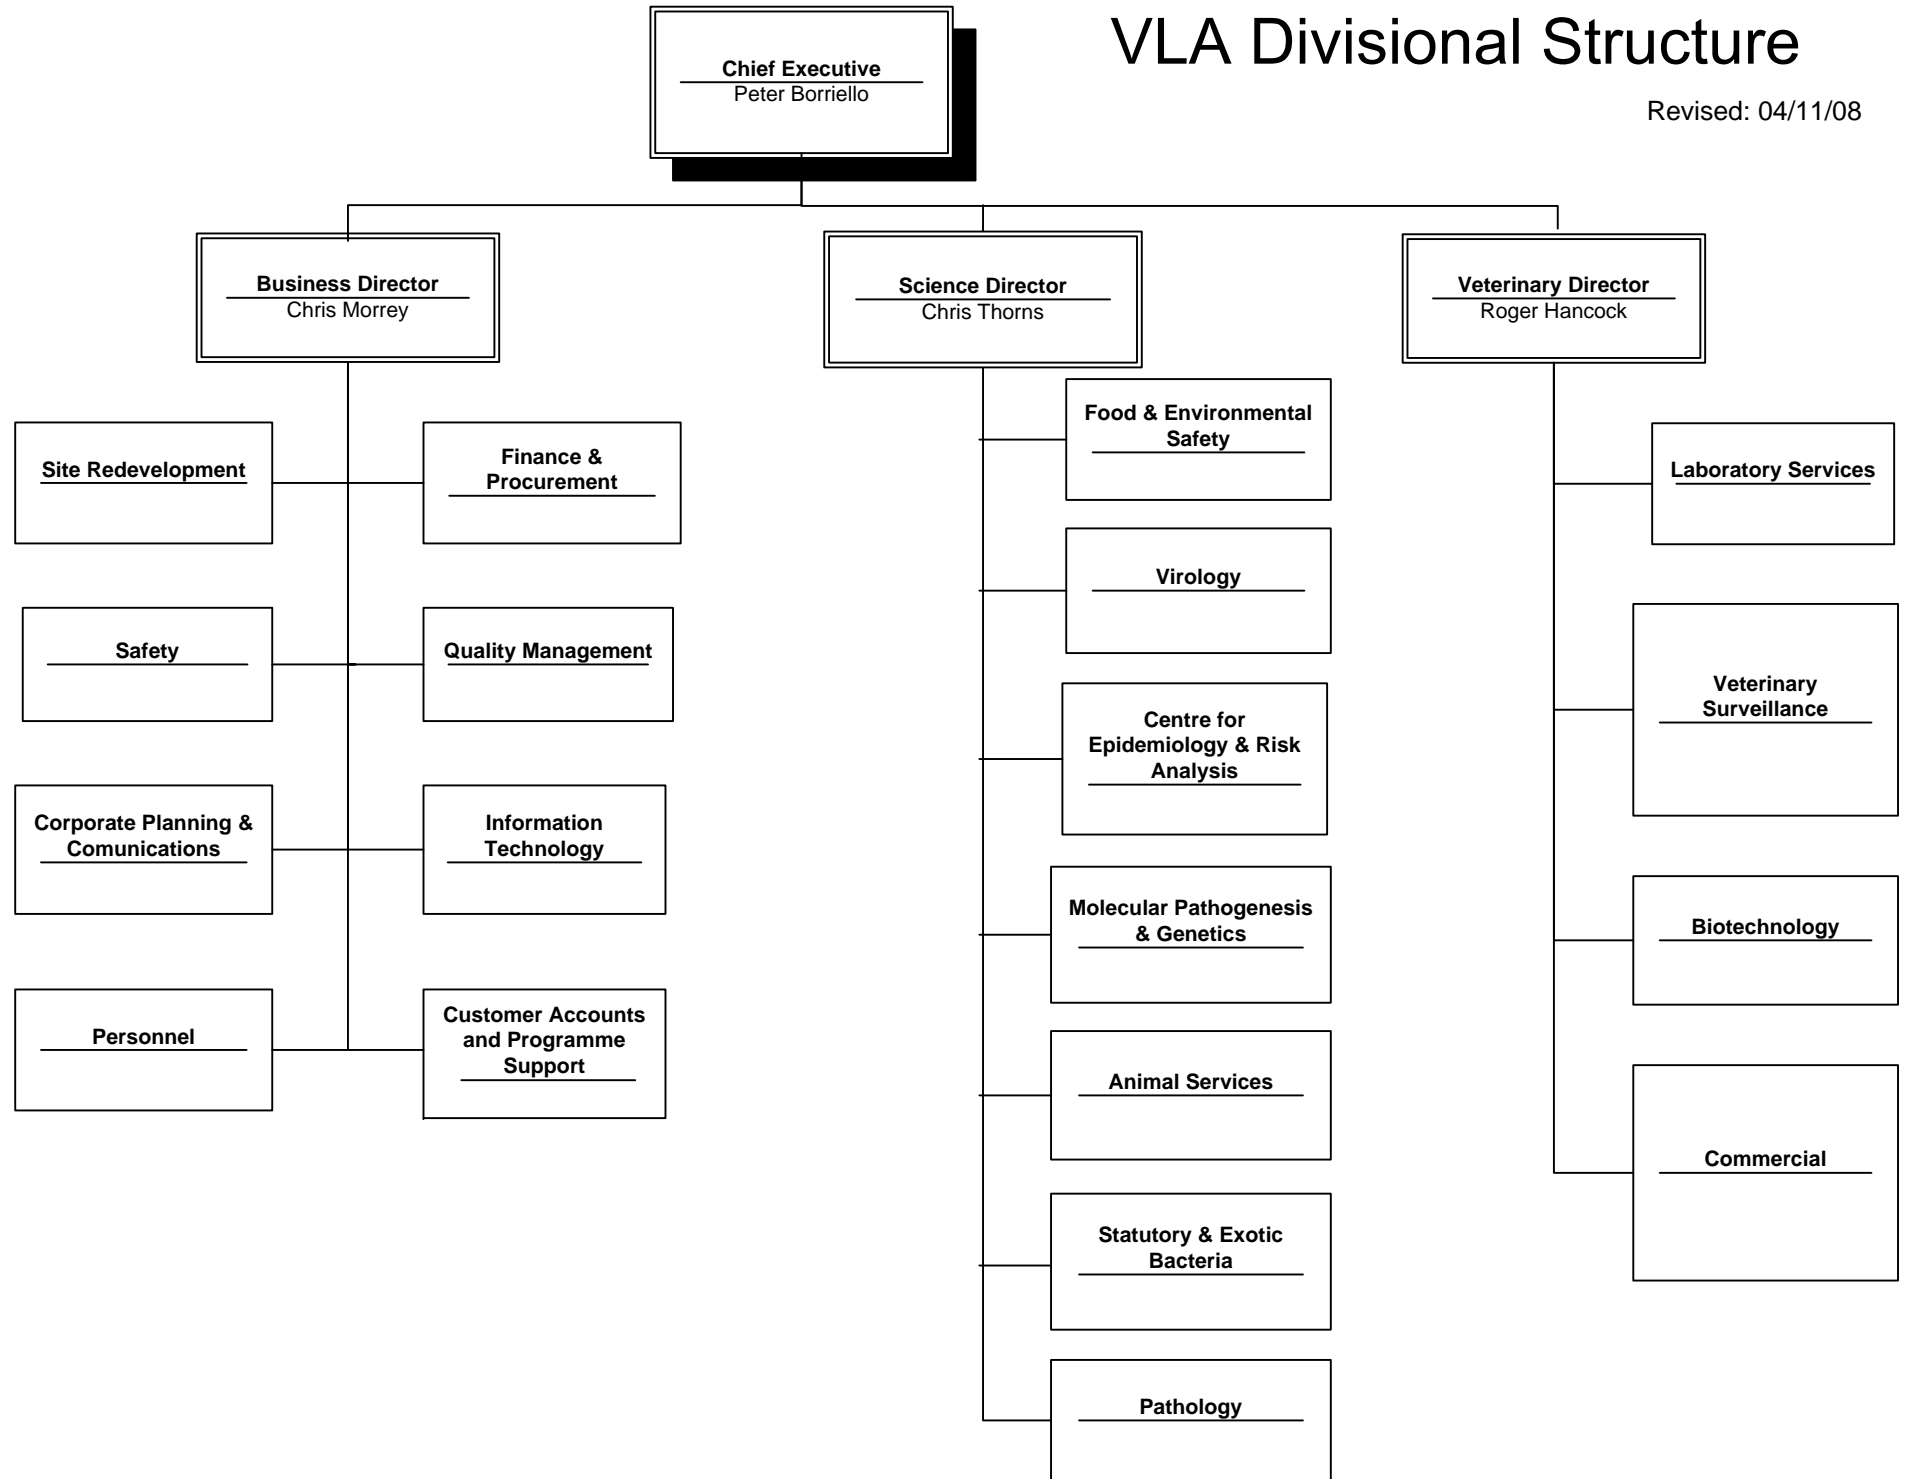 VLA Divisional Structure
Revised: 04/11/08
Chief Executive
Peter Borriello
Business Director
Chris Morrey
Science Director
Chris Thorns
Veterinary Director
Roger Hancock
Site Redevelopment
Finance &
Procurement
Safety
Quality Management
Corporate Planning &
Comunications
Information
Technology
Personnel
Customer Accounts
and Programme
Support
Food & Environmental
Safety
Virology
Centre for
Epidemiology & Risk
Analysis
Molecular Pathogenesis
& Genetics
Animal Services
Statutory & Exotic
Bacteria
Pathology
Laboratory Services
Veterinary
Surveillance
Biotechnology
Commercial